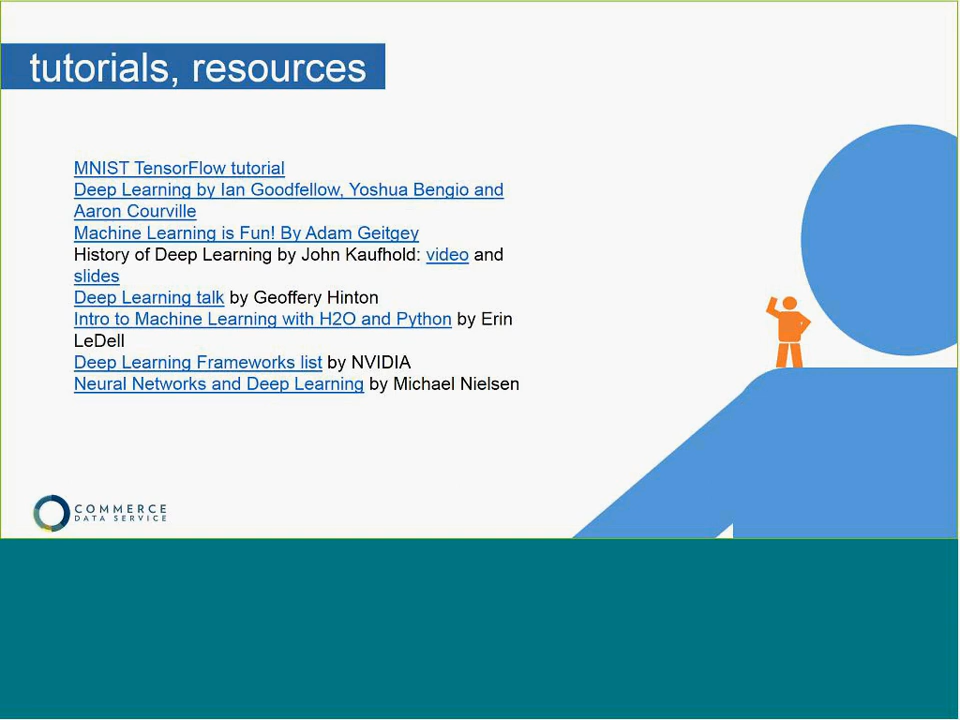 tutorials, resources
MNIST TensorFlow tutorial
Deep Learning by Ian Goodfellow, Yoshua Bengio and
Aaron Courville
Machine Learning is Fun! By Adam Geitgey
History of Deep Learning by John Kaufhold: video and
slides
Deep Learning talk by Geoffery Hinton
Intro to Machine Learning with H2O and Python by Erin
LeDell
Deep Learning Frameworks list by NVIDIA
Neural Networks and Deep Learning by Michael Nielsen
COMMERCE
DATA SERVICE